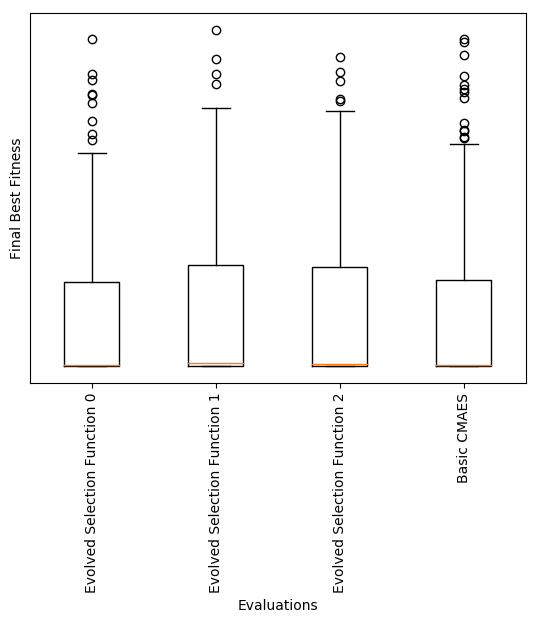 Final Best Fitness
Evolved Selection Function 0
Evolved Selection Function 1
Evolved Selection Function 2
Basic CMAES
Evaluations